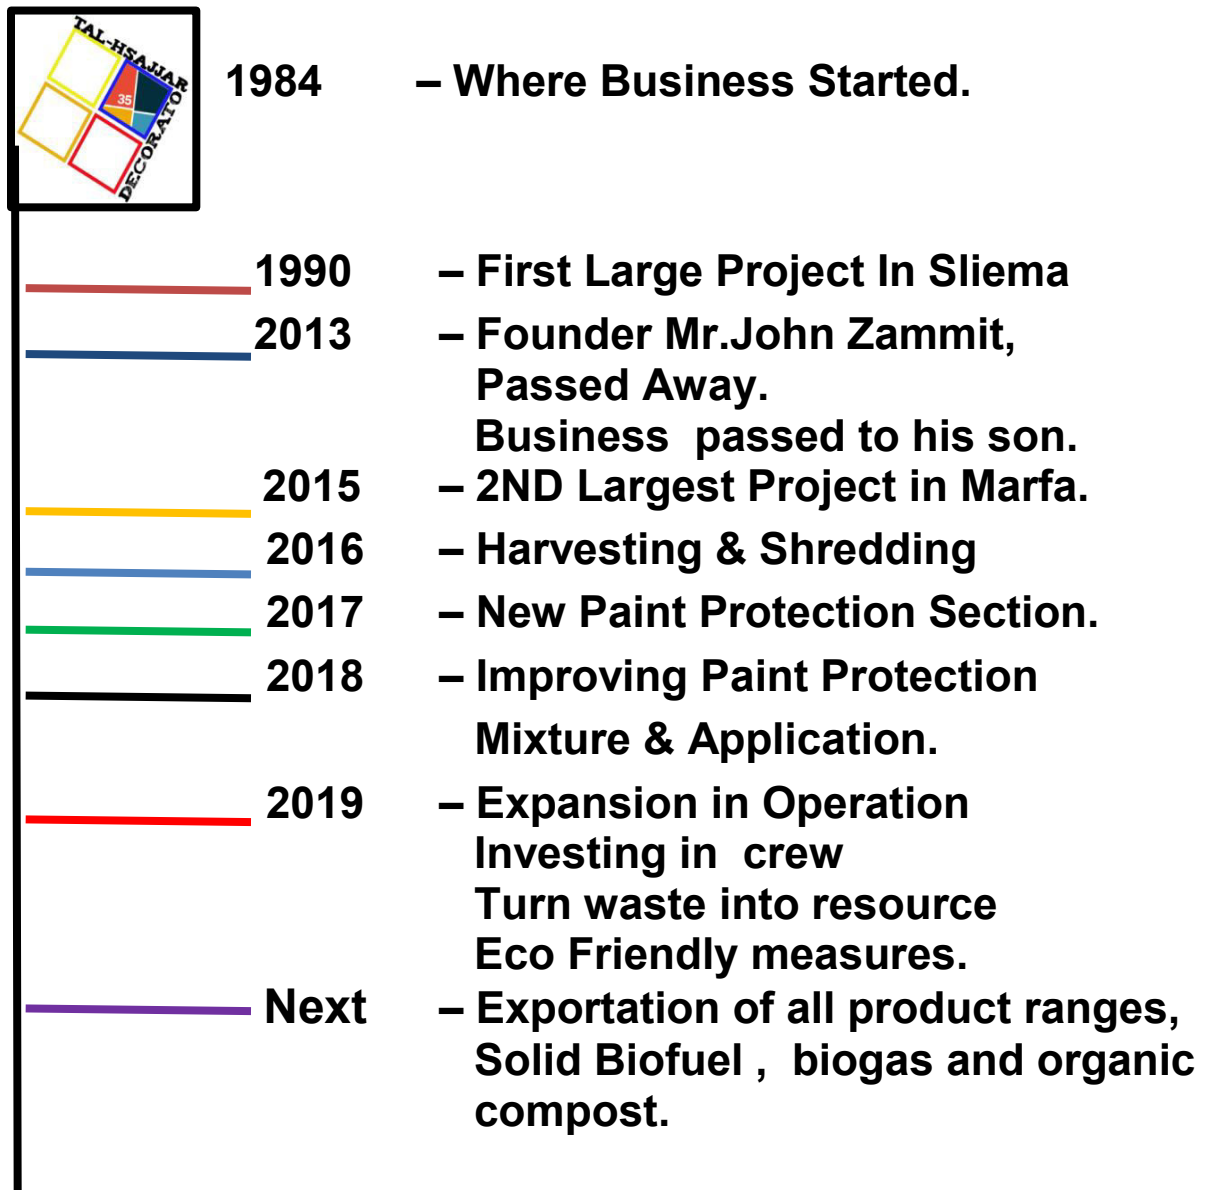 TAL-HSAJJAR
DECORATOR
35
1984 – Where Business Started.
1990 – First Large Project In Sliema
2013 – Founder Mr.John Zammit,
Passed Away.
Business passed to his son.
2015 – 2ND Largest Project in Marfa.
2016 – Harvesting & Shredding
2017 – New Paint Protection Section.
2018 – Improving Paint Protection
Mixture & Application.
2019 – Expansion in Operation
Investing in crew
Turn waste into resource
Eco Friendly measures.
Next – Exportation of all product ranges,
Solid Biofuel , biogas and organic
compost.